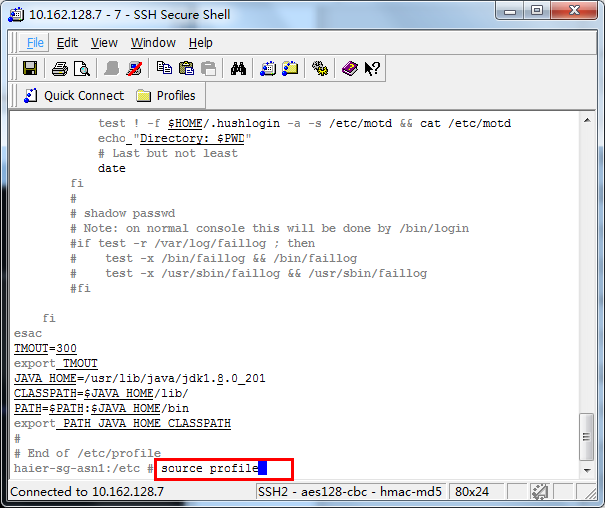 10.162.128.7 - 7 - SSH Secure Shell
File Edit View Window Help
Quick Connect Profiles
test ! -f $HOME/.hushlogin -a -s /etc/motd && cat /etc/motd
echo "Directory: $PWD"
# Last but not least
date
fi
#
# shadow passwd
# Note: on normal console this will be done by /bin/login
#if test -r /var/log/faillog ; then
# test -x /bin/faillog && /bin/faillog
# test -x /usr/sbin/faillog && /usr/sbin/faillog
#fi
fi
esac
TMOUT=300
export TMOUT
JAVA_HOME=/usr/lib/java/jdk1.8.0_201
CLASSPATH=$JAVA_HOME/lib/
PATH=$PATH:$JAVA_HOME/bin
export PATH JAVA_HOME CLASSPATH
#
# End of /etc/profile
haier-sg-asn1:/etc # source profile
Connected to 10.162.128.7 SSH2 - aes128-cbc - hmac-md5 80x24